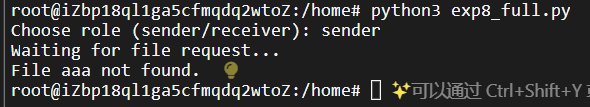 root@iZbp18ql1ga5cfmqdq2wtoZ:/home# python3 exp8_full.py
Choose role (sender/receiver): sender
Waiting for file request...
File aaa not found.
root@iZbp18ql1ga5cfmqdq2wtoZ:/home# ✨可以通过 Ctrl+Shift+Y